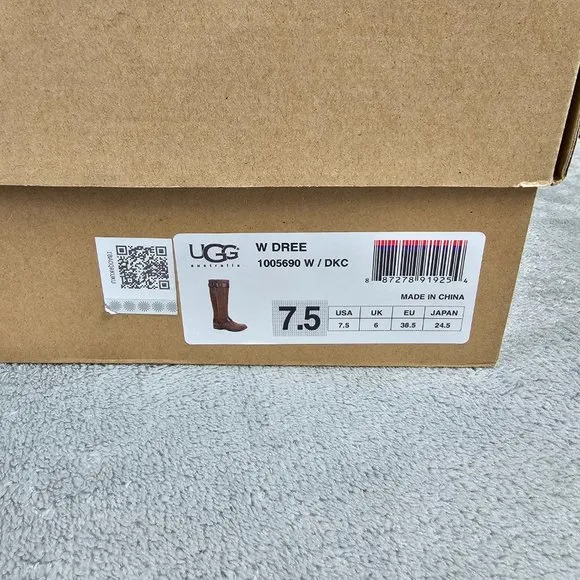 UGG
australia
W DREE
1005690 W / DKC
8 87278 91925 4
MADE IN CHINA
7.5
USA UK EU JAPAN
7.5 6 38.5 24.5